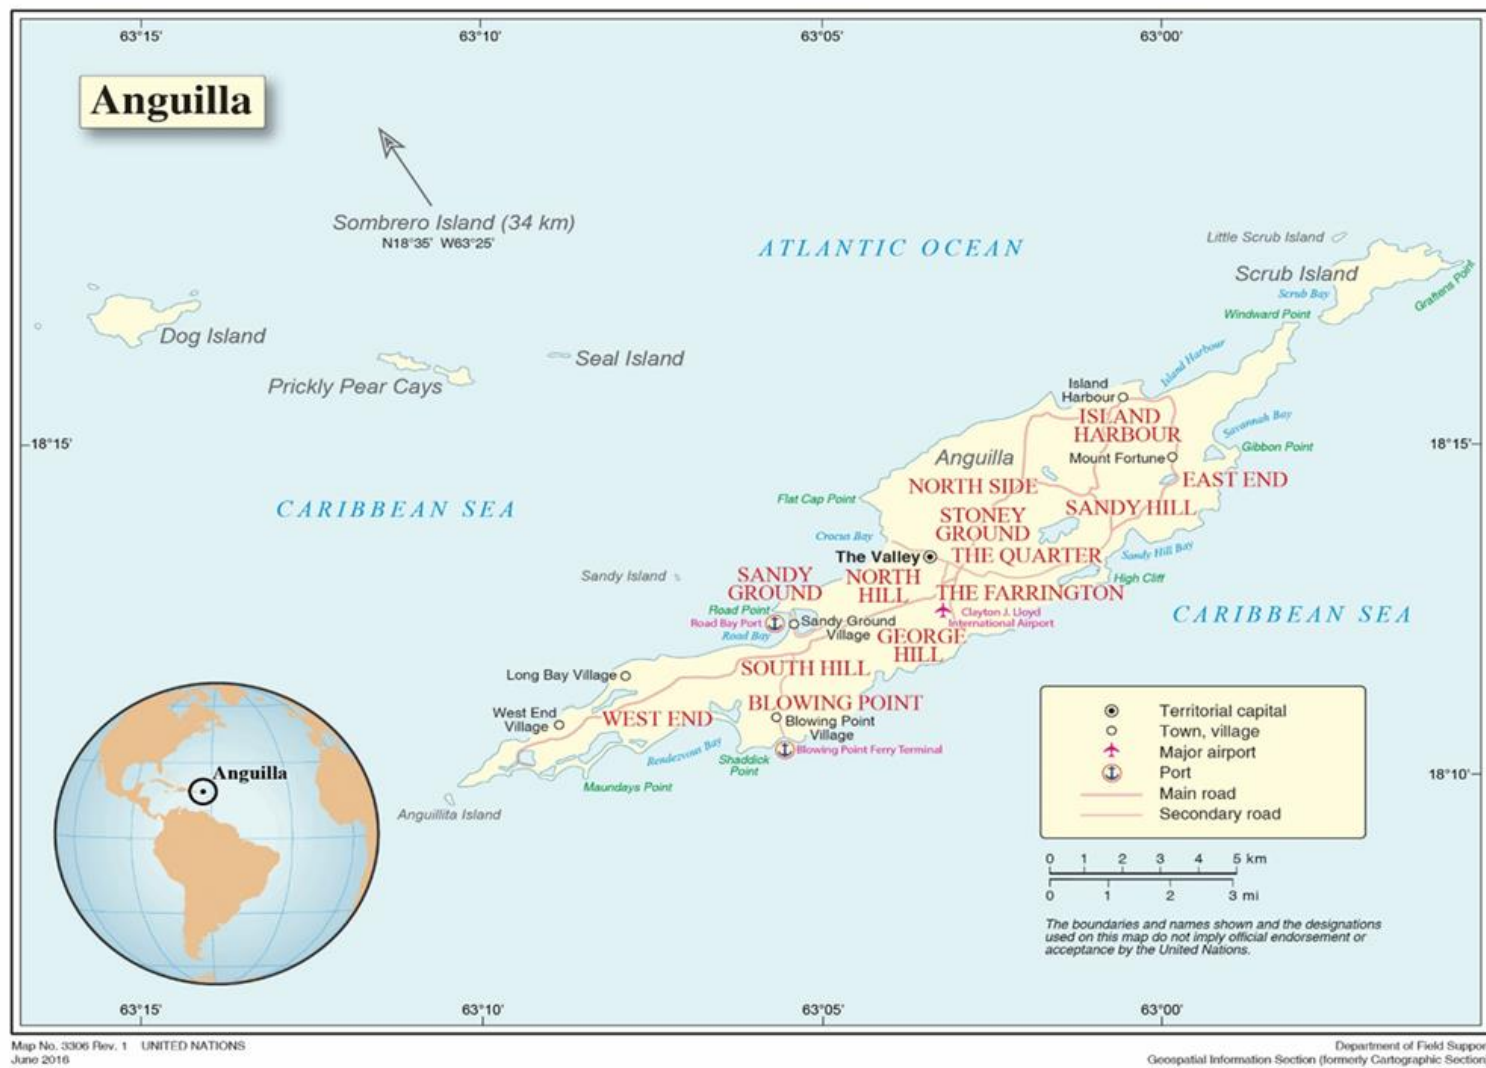 63°15'
63°10'
63°05'
63°00'
Anguilla
Sombrero Island (34 km)
N18°35' W63°25'
ATLANTIC OCEAN
Little Scrub Island
Scrub Island
Scrub Bay
Graftens Point
Windward Point
Dog Island
Prickly Pear Cays
Seal Island
Island Harbour
Island
Harbour
ISLAND
HARBOUR
Savannah Bay
Gibbon Point
18°15'
18°15'
Anguilla
Mount Fortune
EAST END
NORTH SIDE
Flat Cap Point
SANDY HILL
CARIBBEAN SEA
STONEY
GROUND
Crocus Bay
The Valley
THE QUARTER
Sandy Hill Bay
High Cliff
Sandy Island
SANDY
GROUND
NORTH
HILL
THE FARRINGTON
Road Point
Road Bay Port
Road Bay
Sandy Ground
Village
Clayton J. Lloyd
International Airport
CARIBBEAN SEA
GEORGE
HILL
Long Bay Village
SOUTH HILL
West End
Village
WEST END
BLOWING POINT
Blowing Point
Village
Blowing Point Ferry Terminal
Rendezvous Bay
Shaddick
Point
Maundays Point
Anguillita Island
18°10'
Anguilla
Territorial capital
Town, village
Major airport
Port
Main road
Secondary road
0 1 2 3 4 5 km
0 1 2 3 mi
The boundaries and names shown and the designations
used on this map do not imply official endorsement or
acceptance by the United Nations.
63°15'
63°10'
63°05'
63°00'
Map No. 3306 Rev. 1 UNITED NATIONS
June 2016
Department of Field Suppor
Geospatial Information Section (formerly Cartographic Section